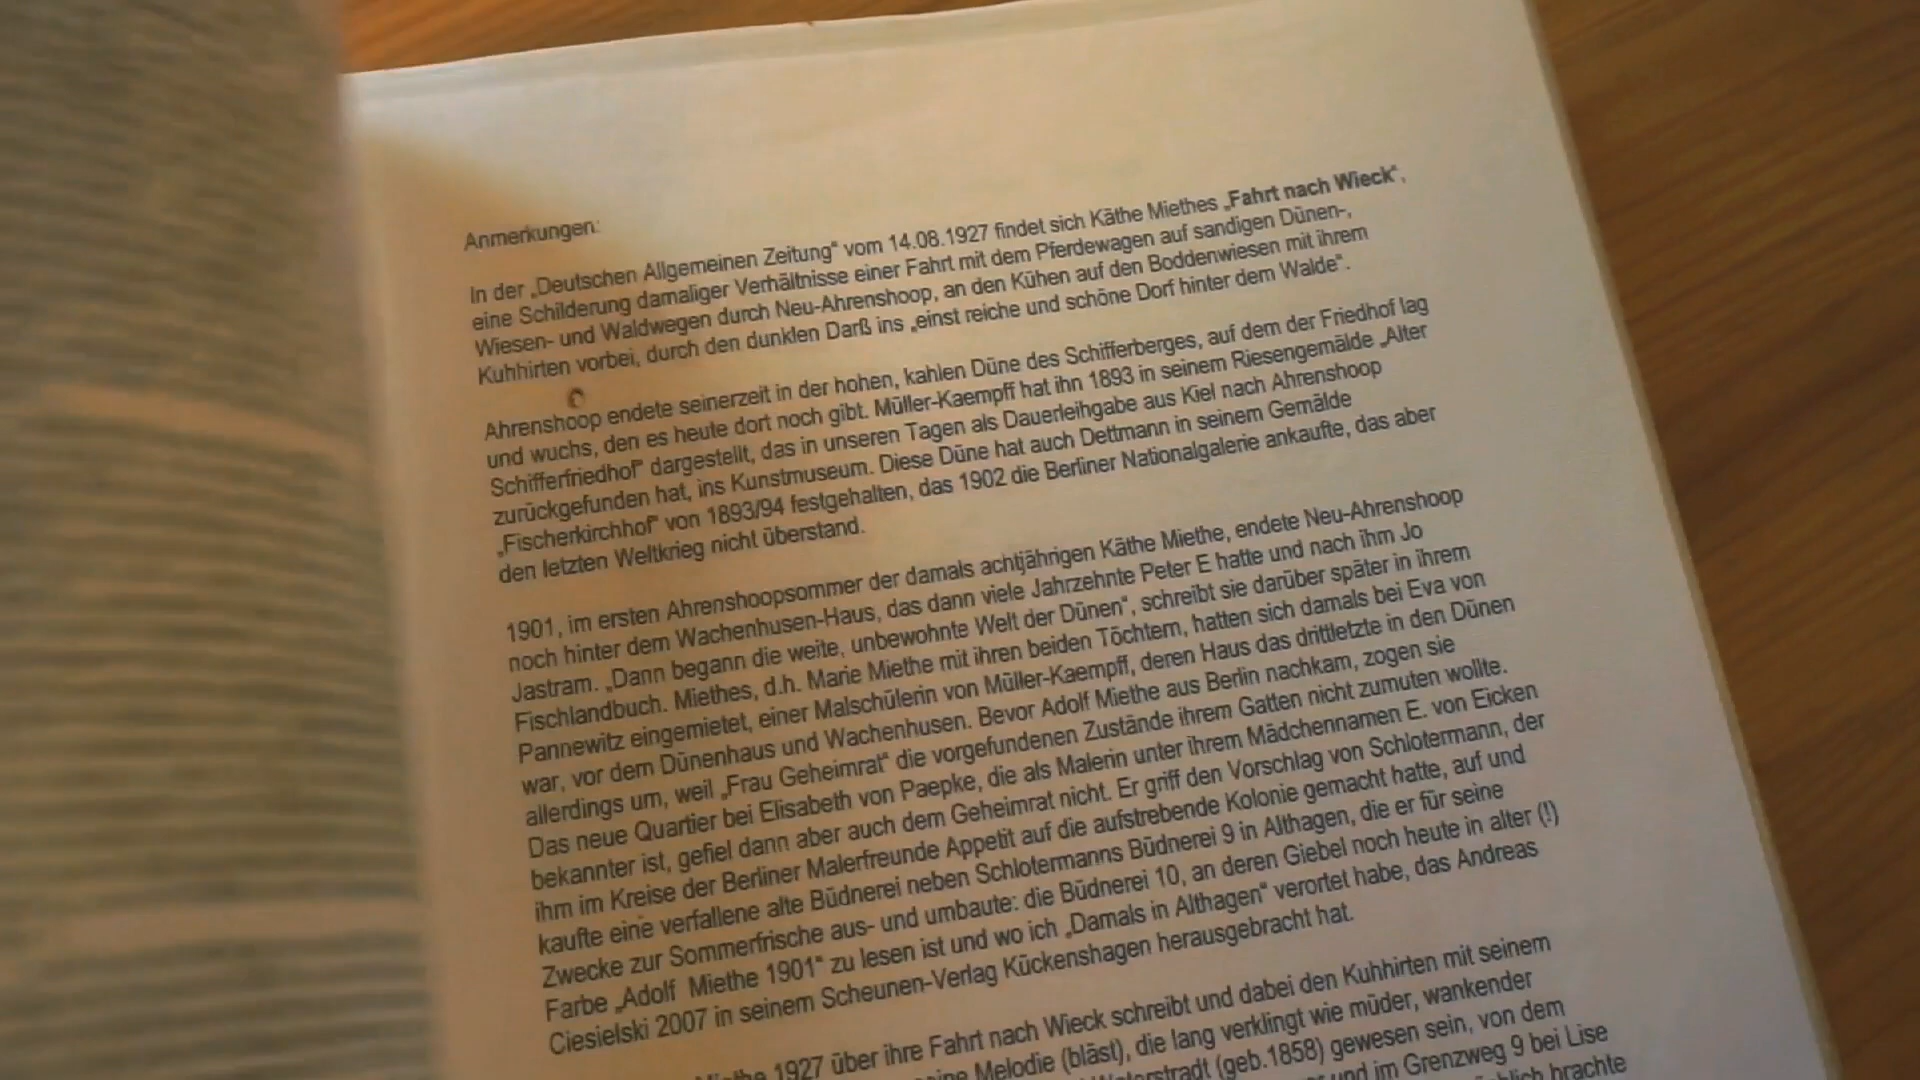 Anmerkungen:
In der „Deutschen Allgemeinen Zeitung“ vom 14.08.1927 findet sich Käthe Miethes „Fahrt nach Wieck“,
eine Schilderung damaliger Verhältnisse einer Fahrt mit dem Pferdewagen auf sandigen Dünen-,
Wiesen- und Waldwegen durch Neu-Ahrenshoop, an den Kühen auf den Boddenwiesen mit ihrem
Kuhhirten vorbei, durch den dunklen Darß ins „einst reiche und schöne Dorf hinter dem Walde“.
Ahrenshoop endete seinerzeit in der hohen, kahlen Düne des Schifferberges, auf dem der Friedhof lag
und wuchs, den es heute dort noch gibt. Müller-Kaempff hat ihn 1893 in seinem Riesengemälde „Alter
Schifferfriedhof“ dargestellt, das in unseren Tagen als Dauerleihgabe aus Kiel nach Ahrenshoop
zurückgefunden hat, ins Kunstmuseum. Diese Düne hat auch Dettmann in seinem Gemälde
„Fischerkirchhof“ von 1893/94 festgehalten, das 1902 die Berliner Nationalgalerie ankaufte, das aber
den letzten Weltkrieg nicht überstand.
1901, im ersten Ahrenshoopsommer der damals achtjährigen Käthe Miethe, endete Neu-Ahrenshoop
noch hinter dem Wachenhusen-Haus, das dann viele Jahrzehnte Peter E hatte und nach ihm Jo
Jastram. „Dann begann die weite, unbewohnte Welt der Dünen“, schreibt sie darüber später in ihrem
Fischlandbuch. Miethes, d.h. Marie Miethe mit ihren beiden Töchtern, hatten sich damals bei Eva von
Pannewitz eingemietet, einer Malschülerin von Müller-Kaempff, deren Haus das drittletzte in den Dünen
war, vor dem Dünenhaus und Wachenhusen. Bevor Adolf Miethe aus Berlin nachkam, zogen sie
allerdings um, weil „Frau Geheimrat“ die vorgefundenen Zustände ihrem Gatten nicht zumuten wollte.
Das neue Quartier bei Elisabeth von Paepke, die als Malerin unter ihrem Mädchennamen E. von Eicken
bekannter ist, gefiel dann aber auch dem Geheimrat nicht. Er griff den Vorschlag von Schlotermann, der
ihm im Kreise der Berliner Malerfreunde Appetit auf die aufstrebende Kolonie gemacht hatte, auf und
kaufte eine verfallene alte Büdnerei neben Schlotermanns Büdnerei 9 in Althagen, die er für seine
Zwecke zur Sommerfrische aus- und umbaute: die Büdnerei 10, an deren Giebel noch heute in alter (!)
Farbe „Adolf Miethe 1901“ zu lesen ist und wo ich „Damals in Althagen“ verortet habe, das Andreas
Ciesielski 2007 in seinem Scheunen-Verlag Kückenshagen herausgebracht hat.
1927 über ihre Fahrt nach Wieck schreibt und dabei den Kuhhirten mit seinem
Melodie (bläst), die lang verklingt wie müder, wankender
(geb.1858) gewesen sein, von dem
und im Grenzweg 9 bei Lise
brachte